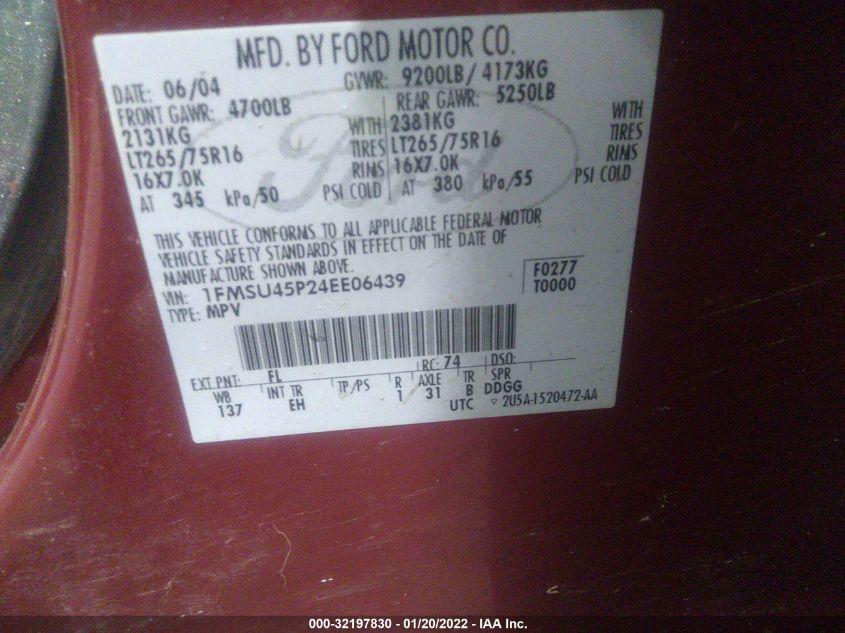 MFD. BY FORD MOTOR CO.
DATE: 06/04 GVWR: 9200LB/ 4173KG
FRONT GAWR: 4700LB REAR GAWR: 5250LB
2131KG WITH 2381KG WITH
LT265/75R16 TIRES LT265/75R16 TIRES
16X7.0K RIMS 16X7.0K RIMS
AT 345 kPa/50 PSI COLD AT 380 kPa/55 PSI COLD
Ford
THIS VEHICLE CONFORMS TO ALL APPLICABLE FEDERAL MOTOR
VEHICLE SAFETY STANDARDS IN EFFECT ON THE DATE OF
MANUFACTURE SHOWN ABOVE.
VIN: 1FMSU45P24EE06439 F0277
TYPE: MPV T0000
EXT PNT: FL RC: 74 DSO:
WB INT TR TP/PS R AXLE TR SPR
137 EH 1 31 B DDGG
UTC ▽ 2U5A-1520472-AA
000-32197830 - 01/20/2022 - IAA Inc.